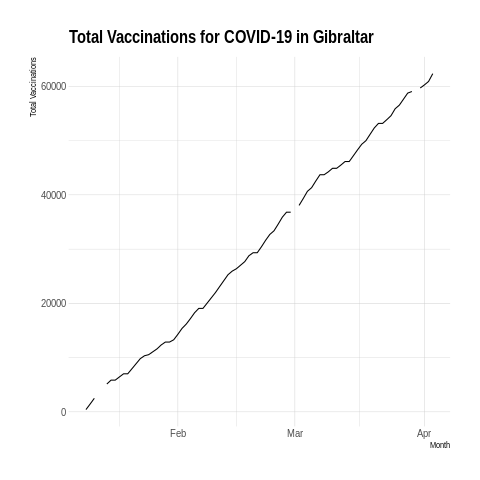 Total Vaccinations for COVID-19 in Gibraltar
Total Vaccinations
60000
40000
20000
0
Feb Mar Apr
Month